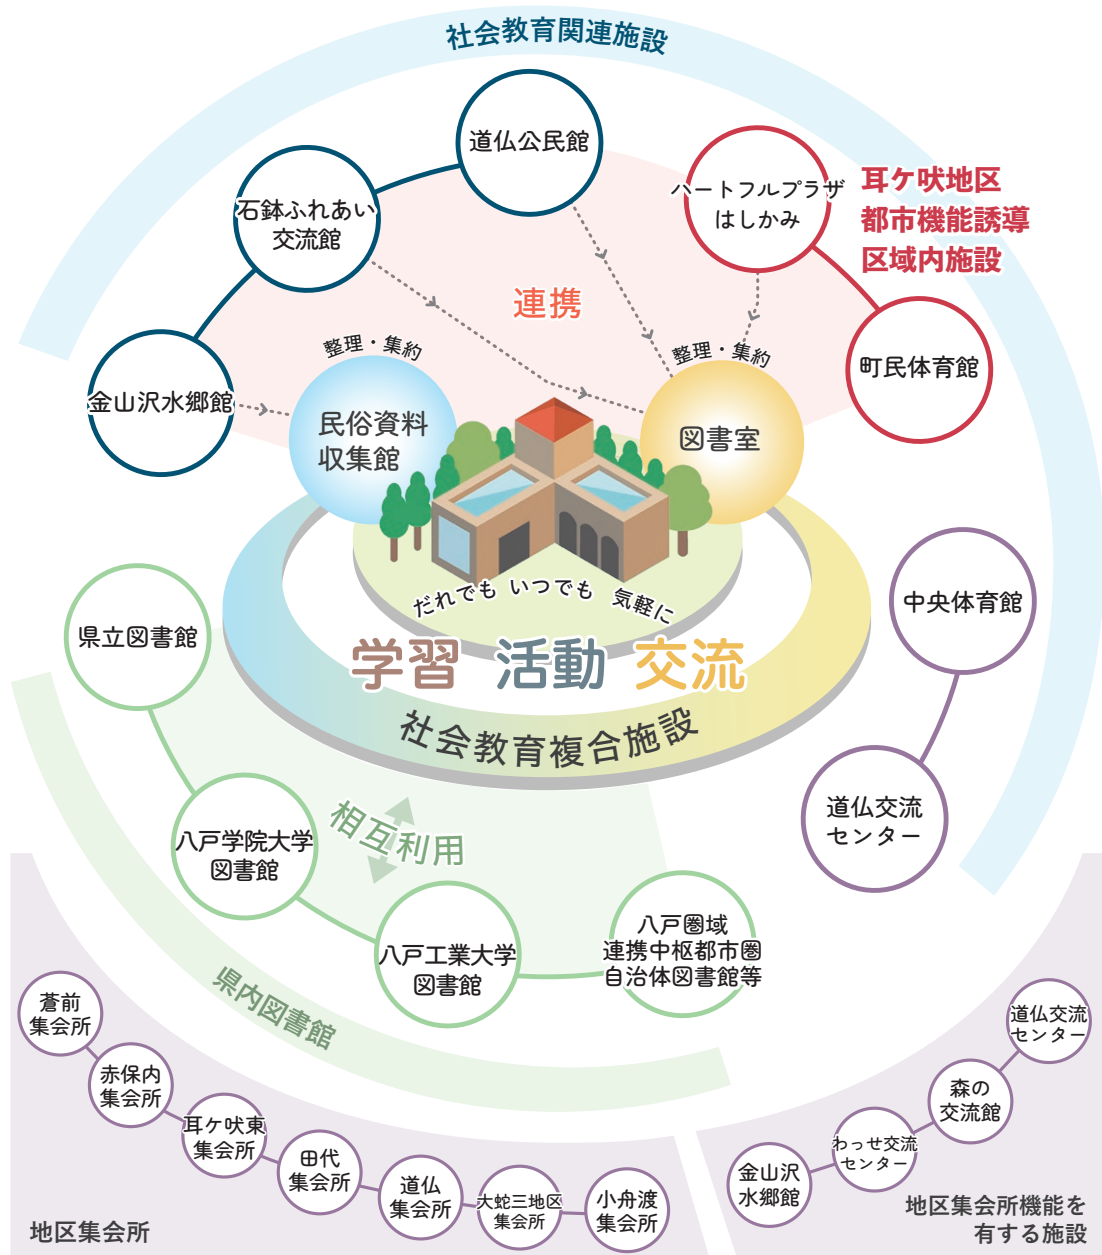 社会教育関連施設
道仏公民館
ハートフルプラザ
はしかみ
耳ケ吠地区
都市機能誘導
区域内施設
石鉢ふれあい
交流館
連携
町民体育館
金山沢水郷館
整理・集約
民俗資料
収集館
整理・集約
図書室
だれでも いつでも 気軽に
学習 活動 交流
社会教育複合施設
中央体育館
道仏交流
センター
県立図書館
八戸学院大学
図書館
相互利用
八戸工業大学
図書館
八戸圏域
連携中枢都市圏
自治体図書館等
県内図書館
蒼前
集会所
赤保内
集会所
耳ケ吠東
集会所
田代
集会所
道仏
集会所
大蛇三地区
集会所
小舟渡
集会所
地区集会所
道仏交流
センター
森の
交流館
わっせ交流
センター
金山沢
水郷館
地区集会所機能を
有する施設